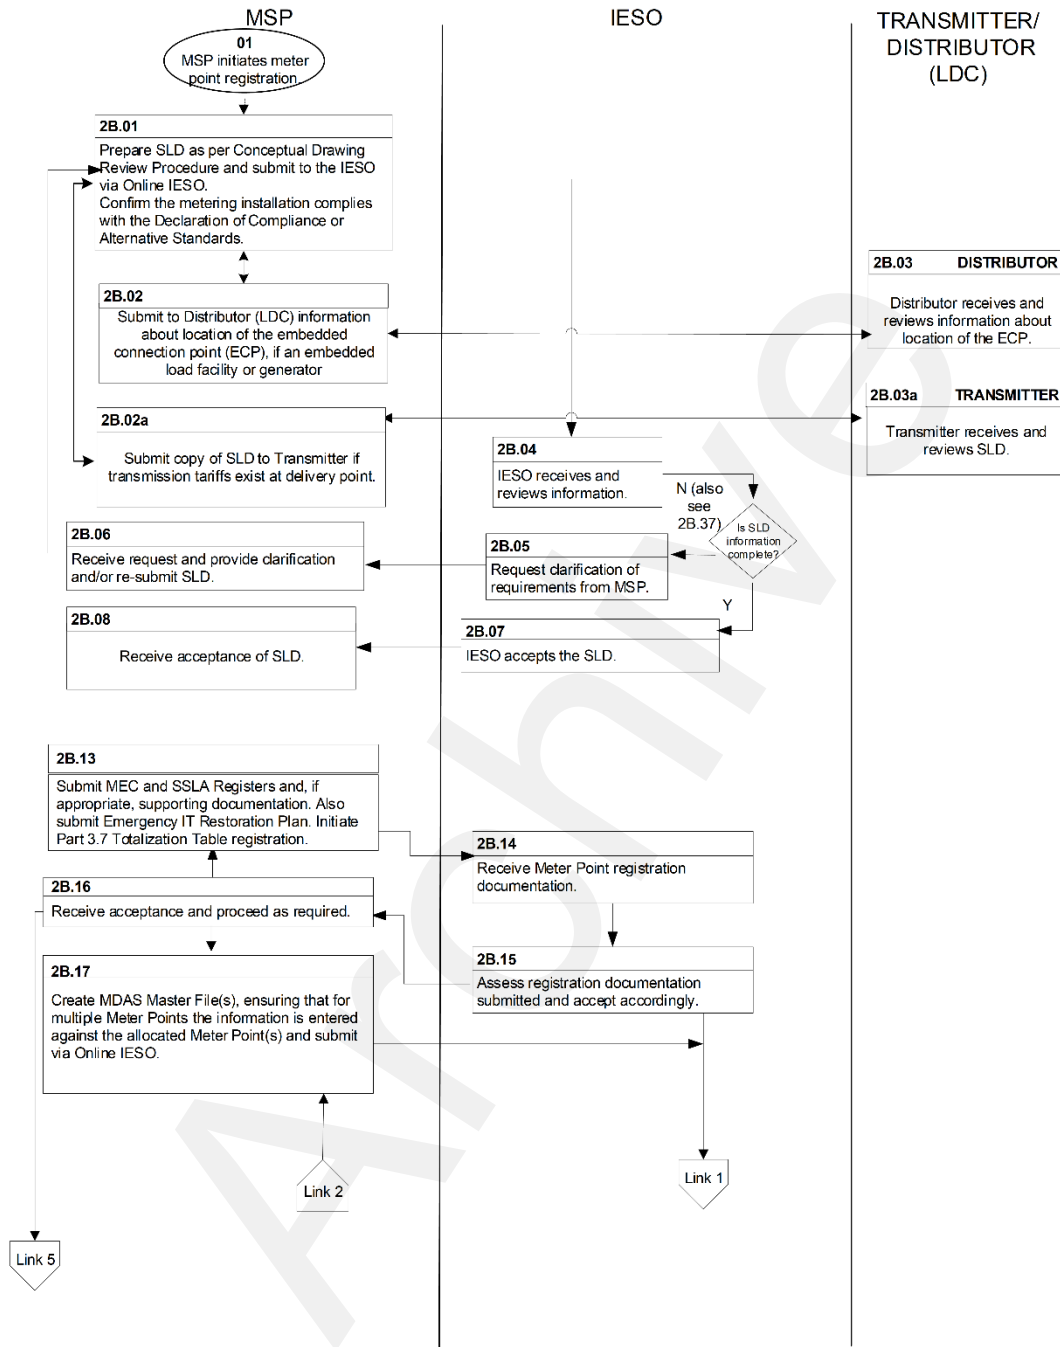 MSP
IESO
TRANSMITTER/
DISTRIBUTOR
(LDC)
01
MSP initiates meter
point registration.
2B.01
Prepare SLD as per Conceptual Drawing
Review Procedure and submit to the IESO
via Online IESO.
Confirm the metering installation complies
with the Declaration of Compliance or
Alternative Standards.
2B.02
Submit to Distributor (LDC) information
about location of the embedded
connection point (ECP), if an embedded
load facility or generator
2B.03 DISTRIBUTOR
Distributor receives and
reviews information about
location of the ECP.
2B.02a
Submit copy of SLD to Transmitter if
transmission tariffs exist at delivery point.
2B.03a TRANSMITTER
Transmitter receives and
reviews SLD.
2B.04
IESO receives and
reviews information.
N (also
see
2B.37)
Is SLD
information
complete?
2B.05
Request clarification of
requirements from MSP.
2B.06
Receive request and provide clarification
and/or re-submit SLD.
Y
2B.07
IESO accepts the SLD.
2B.08
Receive acceptance of SLD.
2B.13
Submit MEC and SSLA Registers and, if
appropriate, supporting documentation. Also
submit Emergency IT Restoration Plan. Initiate
Part 3.7 Totalization Table registration.
2B.14
Receive Meter Point registration
documentation.
2B.16
Receive acceptance and proceed as required.
2B.15
Assess registration documentation
submitted and accept accordingly.
2B.17
Create MDAS Master File(s), ensuring that for
multiple Meter Points the information is entered
against the allocated Meter Point(s) and submit
via Online IESO.
Link 2
Link 1
Link 5
Archive